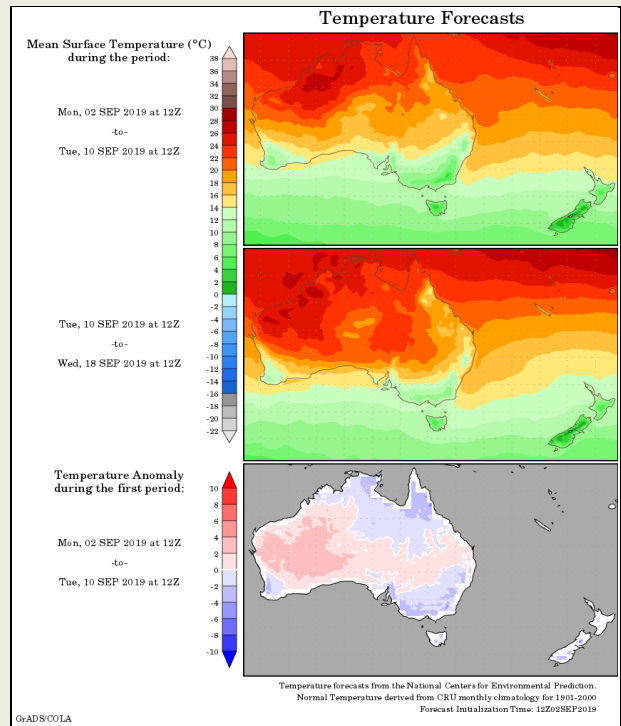 Temperature Forecasts
Mean Surface Temperature (°C)
during the period:
38
36
34
32
30
28
26
24
22
20
18
16
14
12
10
8
6
4
2
0
-2
-4
-6
-8
-10
-12
-14
-16
-18
-20
-22
Mon, 02 SEP 2019 at 12Z
-to-
Tue, 10 SEP 2019 at 12Z
Tue, 10 SEP 2019 at 12Z
-to-
Wed, 18 SEP 2019 at 12Z
Temperature Anomaly
during the first period:
10
8
6
4
2
0
-2
-4
-6
-8
-10
Mon, 02 SEP 2019 at 12Z
-to-
Tue, 10 SEP 2019 at 12Z
Temperature forecasts from the National Centers for Environmental Prediction.
Normal Temperature derived from CRU monthly climatology for 1901-2000
Forecast Initialization Time: 12Z02SEP2019
GrADS/COLA